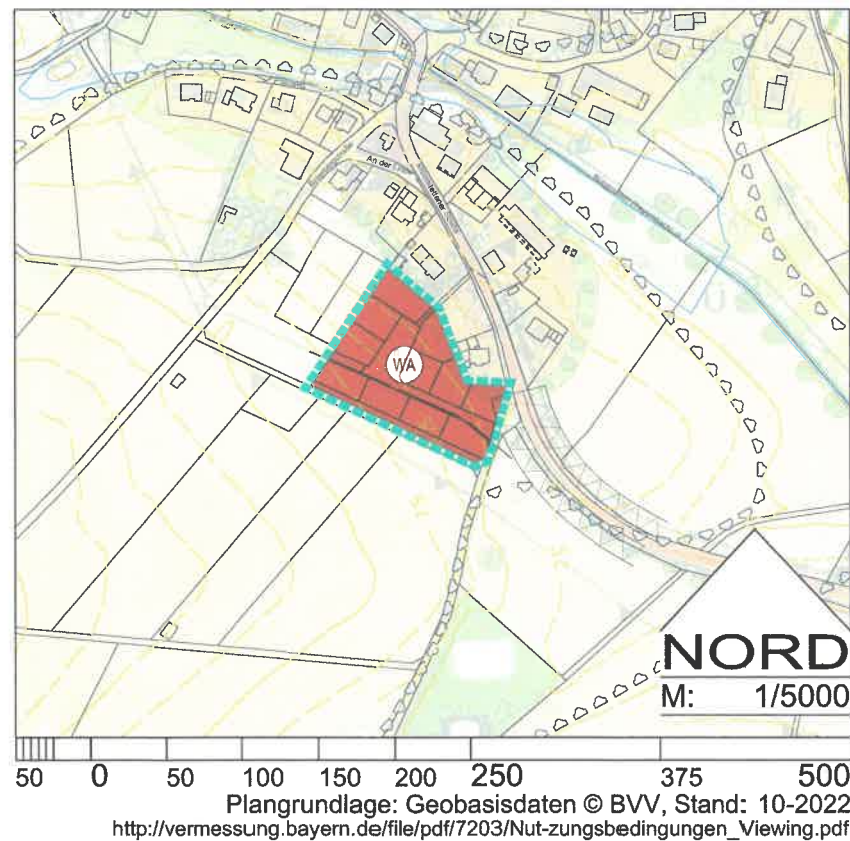 An der
WA
NORD
M: 1/5000
50 0 50 100 150 200 250 375 500
Plangrundlage: Geobasisdaten © BVV, Stand: 10-2022
http://vermessung.bayern.de/file/pdf/7203/Nut-zungsbedingungen_Viewing.pdf